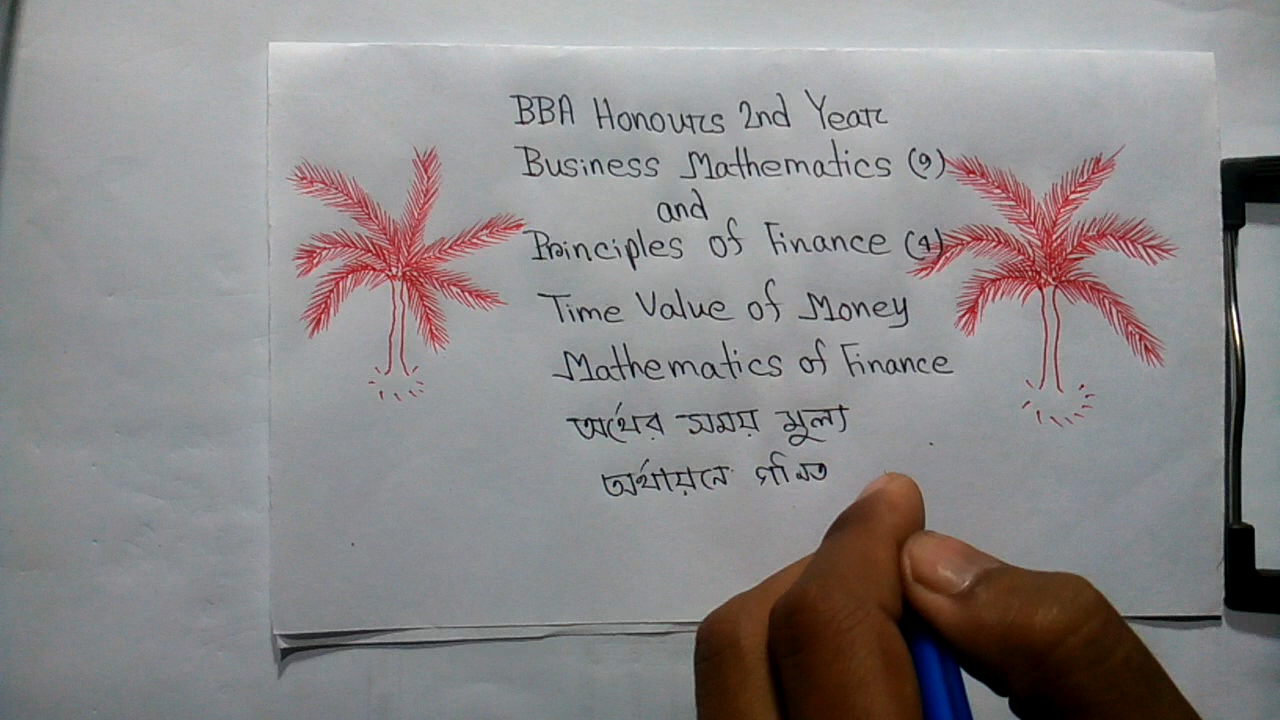 BBA Honours 2nd Year
Business Mathematics (9)
and
Principles of Finance (4)
Time Value of Money
Mathematics of Finance
অর্থের সময় মূল্য
অর্থায়নে গনিত